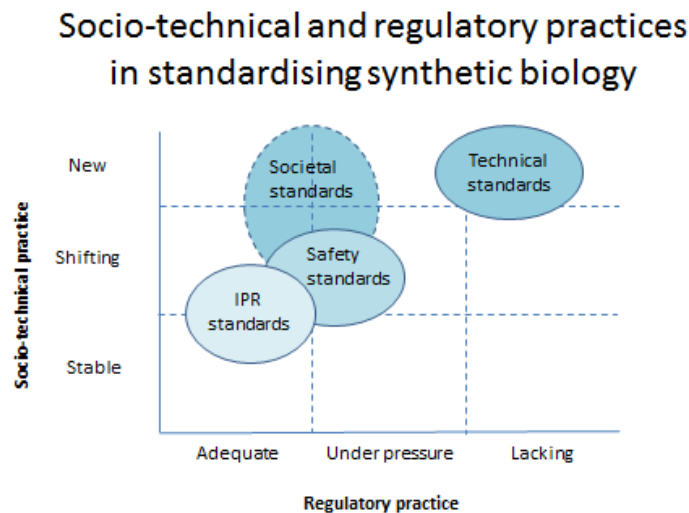 Socio-technical and regulatory practices
in standardising synthetic biology
New
Societal
standards
Technical
standards
Shifting
Safety
standards
IPR
standards
Stable
Socio-technical practice
Adequate
Under pressure
Lacking
Regulatory practice